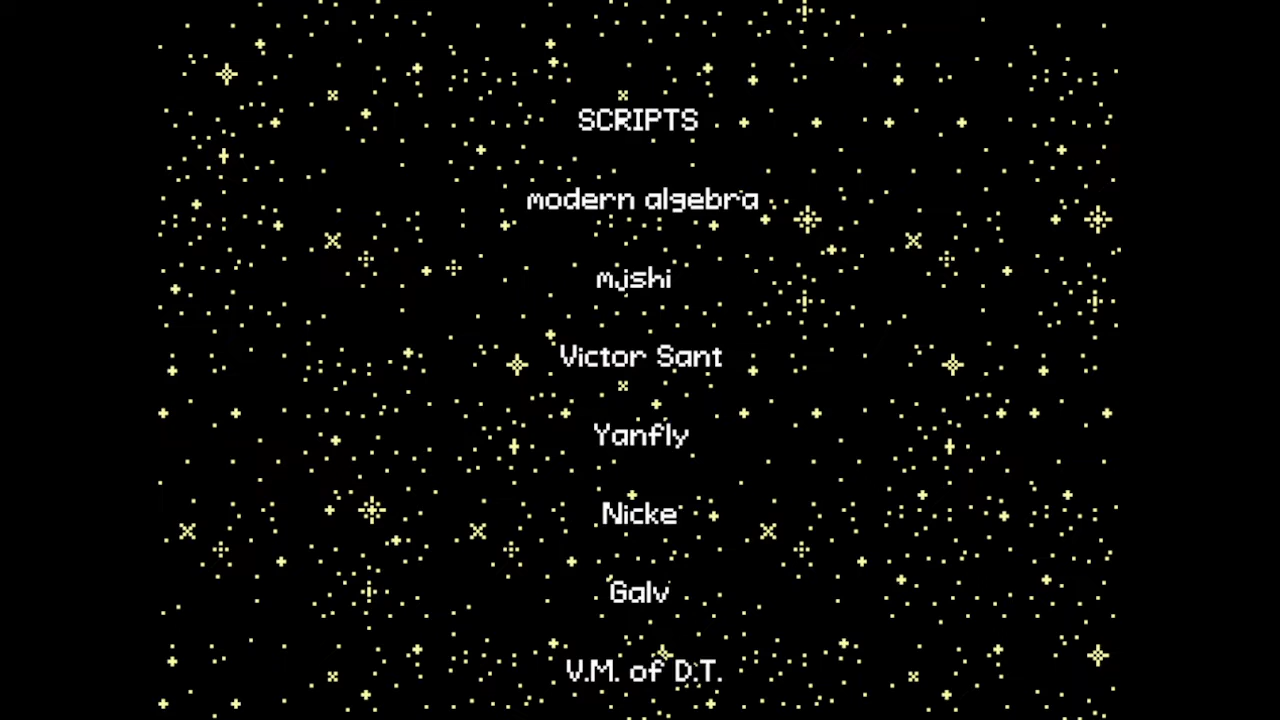 SCRIPTS
modern algebra
mjshi
Victor Sant
Yanfly
Nicke
Galv
V.M. of D.T.